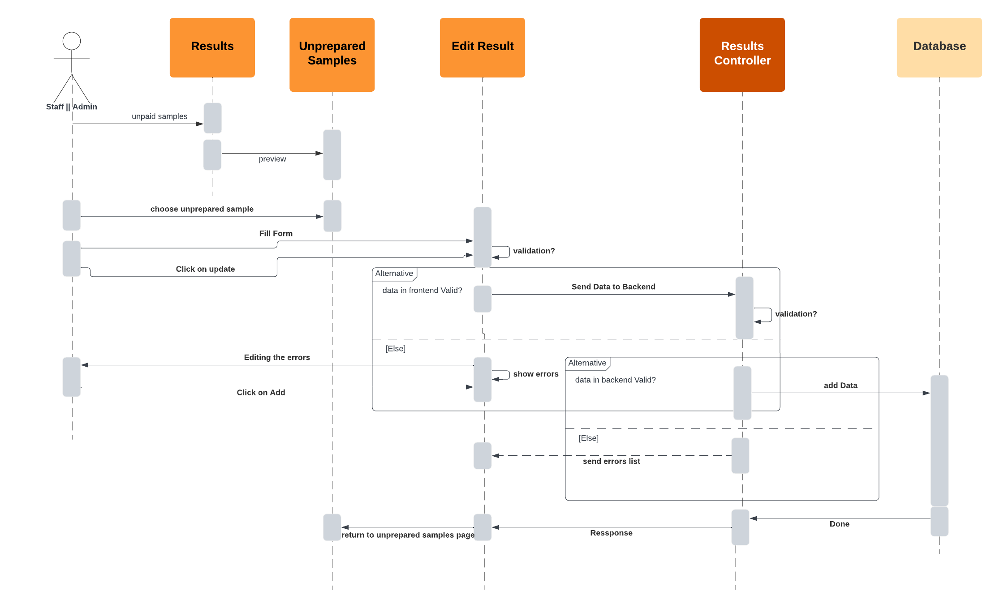 Results
Unprepared
Samples
Edit Result
Results
Controller
Database
Staff || Admin
unpaid samples
preview
choose unprepared sample
Fill Form
validation?
Click on update
Alternative
data in frontend Valid?
Send Data to Backend
validation?
[Else]
Editing the errors
show errors
Click on Add
Alternative
data in backend Valid?
add Data
[Else]
send errors list
Done
return to unprepared samples page
Ressponse